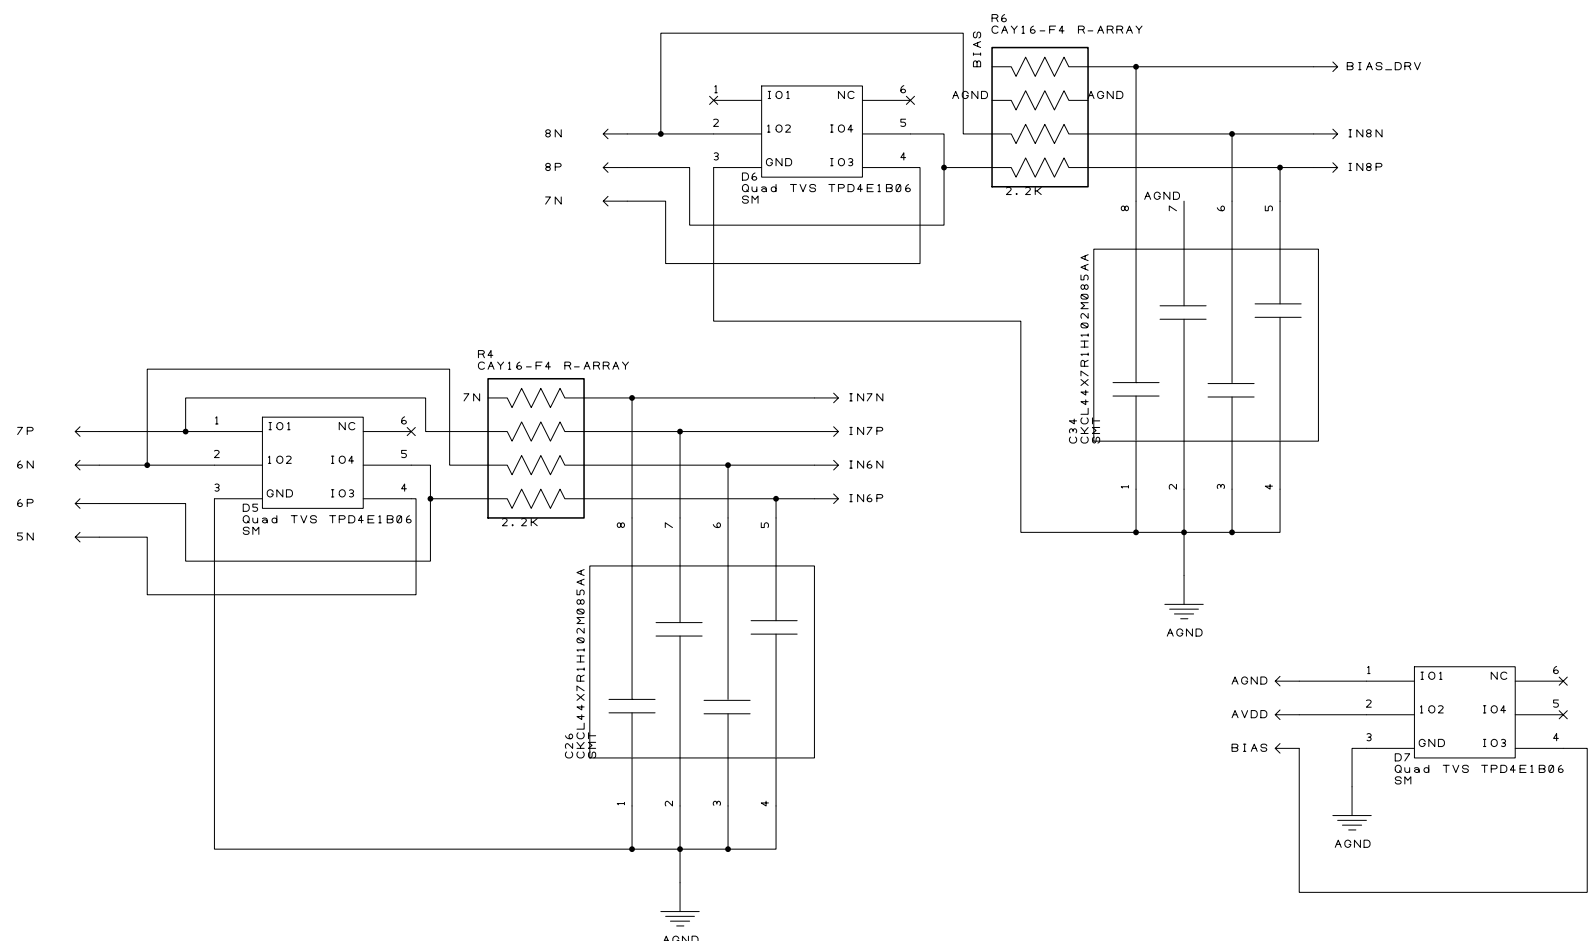 R6
CAY16-F4 R-ARRAY
BIAS
BIAS_DRV
AGND
AGND
1
IO1
NC
6
8N
2
1O2
IO4
5
IN8N
8P
3
GND
IO3
4
IN8P
D6
Quad TVS TPD4E1B06
SM
2.2K
7N
AGND
8
7
6
5
C34
CKCL44X7R1H102M085AA
SMT
1
2
3
4
AGND
R4
CAY16-F4 R-ARRAY
7N
IN7N
7P
1
IO1
NC
6
IN7P
6N
2
1O2
IO4
5
IN6N
6P
3
GND
IO3
4
IN6P
D5
Quad TVS TPD4E1B06
SM
2.2K
5N
8
7
6
5
C26
CKCL44X7R1H102M085AA
SMT
1
2
3
4
AGND
AGND
1
IO1
NC
6
AVDD
2
1O2
IO4
5
BIAS
3
GND
IO3
4
D7
Quad TVS TPD4E1B06
SM
AGND